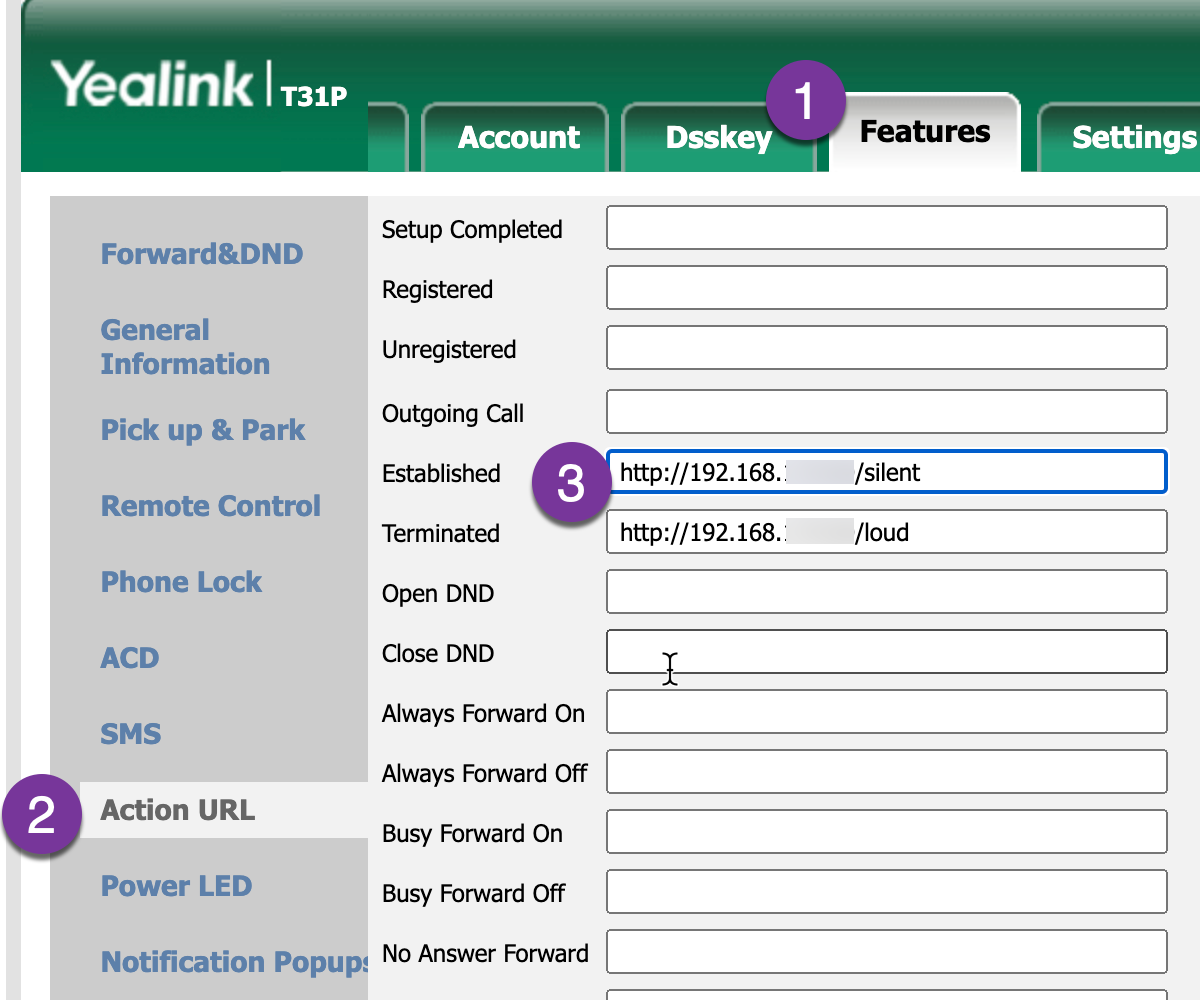 Yealink | T31P
Account
Dsskey
1
Features
Settings
Forward&DND
General
Information
Pick up & Park
Remote Control
Phone Lock
ACD
SMS
2
Action URL
Power LED
Notification Popups
Setup Completed
Registered
Unregistered
Outgoing Call
Established
3
http://192.168. /silent
Terminated
http://192.168. /loud
Open DND
Close DND
Always Forward On
Always Forward Off
Busy Forward On
Busy Forward Off
No Answer Forward